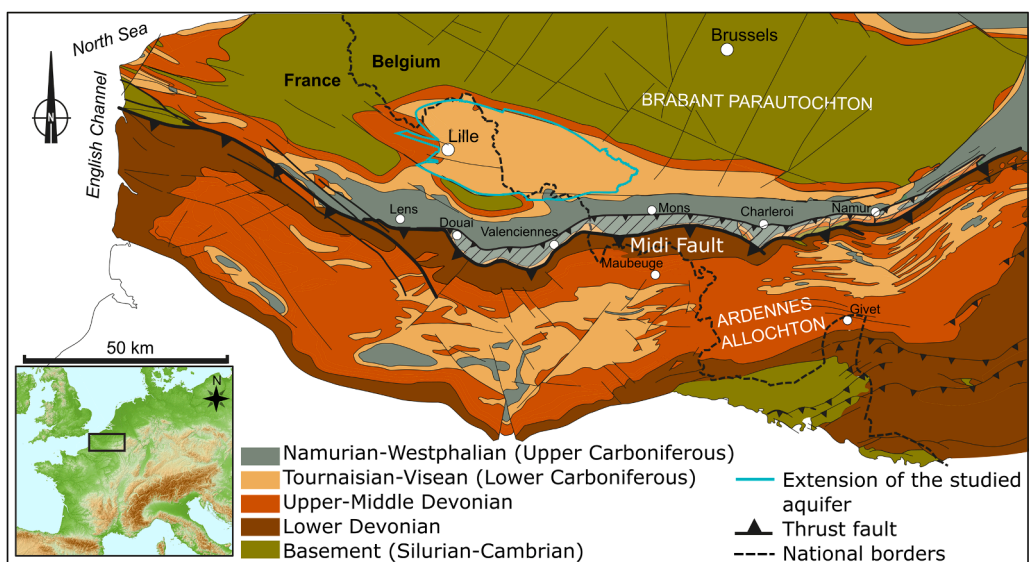 North Sea
English Channel
N
France
Belgium
Brussels
BRABANT PARAUTOCHTON
Lille
Lens
Douai
Valenciennes
Mons
Charleroi
Namur
Midi Fault
Maubeuge
ARDENNES
ALLOCHTON
Givet
50 km
N
Namurian-Westphalian (Upper Carboniferous)
Tournaisian-Visean (Lower Carboniferous)
Upper-Middle Devonian
Lower Devonian
Basement (Silurian-Cambrian)
Extension of the studied
aquifer
Thrust fault
National borders